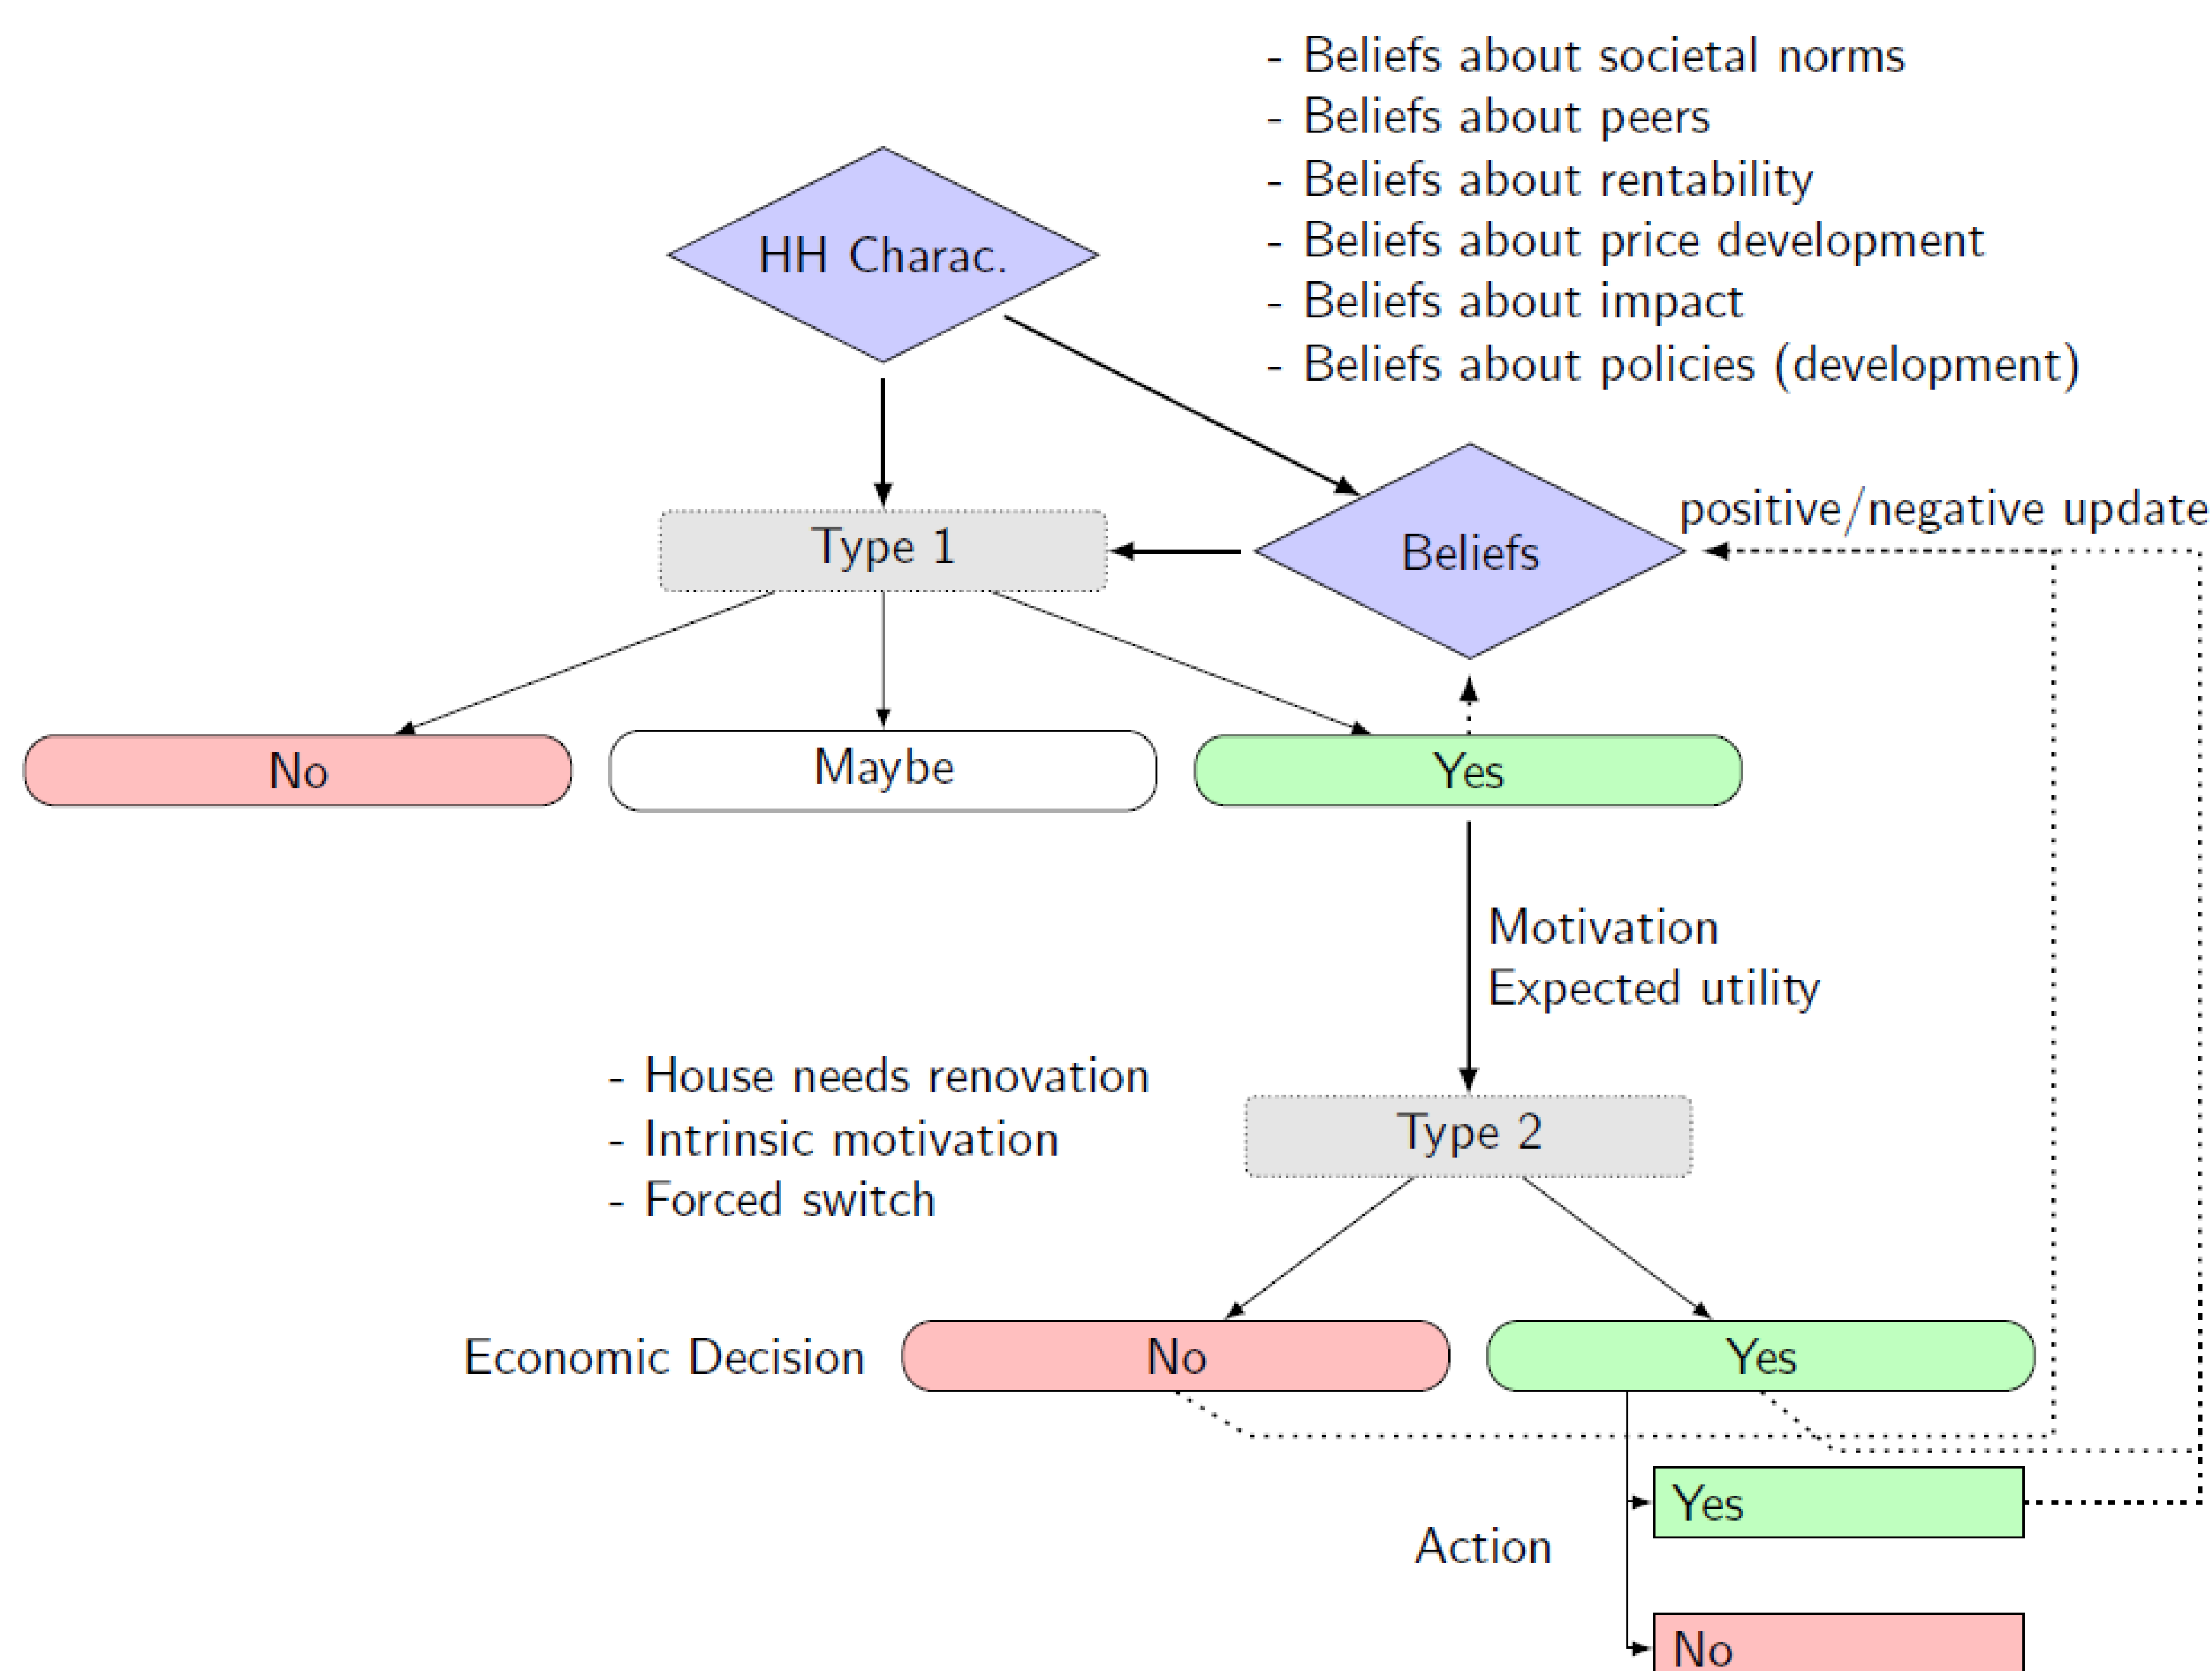 - Beliefs about societal norms
- Beliefs about peers
- Beliefs about rentability
- Beliefs about price development
- Beliefs about impact
- Beliefs about policies (development)
HH Charac.
positive/negative update
Type 1
Beliefs
No
Maybe
Yes
Motivation
Expected utility
- House needs renovation
- Intrinsic motivation
- Forced switch
Type 2
Economic Decision
No
Yes
Yes
Action
No